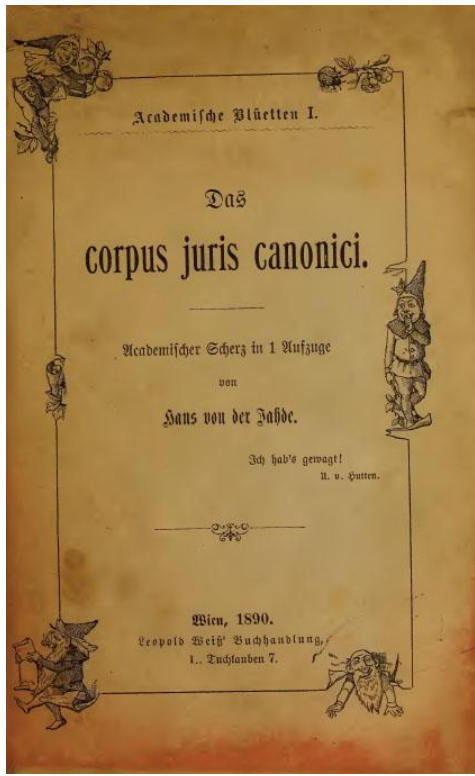 Academische Blüetten I.
Das
corpus juris canonici.
Academischer Scherz in 1 Aufzuge
von
Hans von der Jahde.
Ich hab's gewagt!
U. v. Hutten.
Wien, 1890.
Leopold Weiß' Buchhandlung,
1.. Tuchlauben 7.